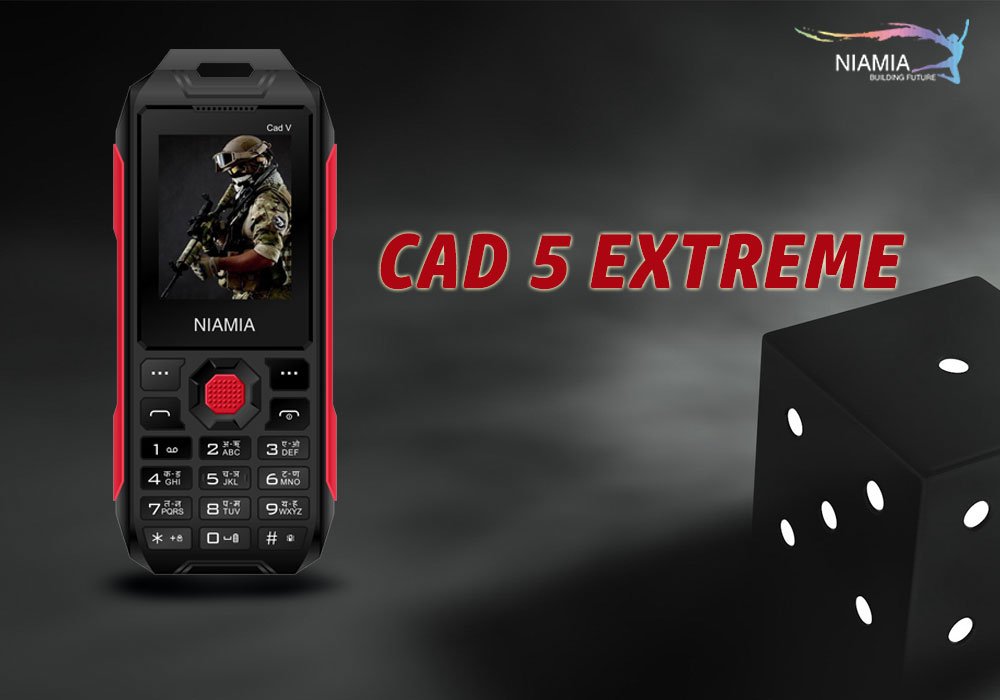 NIAMIA
BUILDING FUTURE
Cad V
CAD 5 EXTREME
NIAMIA
1
2 अ-ऋ ABC
3 ए-ओ DEF
4 क-ङ GHI
5 च-ञ JKL
6 ट-ण MNO
7 त-न PQRS
8 प-म TUV
9 य-ह WXYZ
* +
0
#